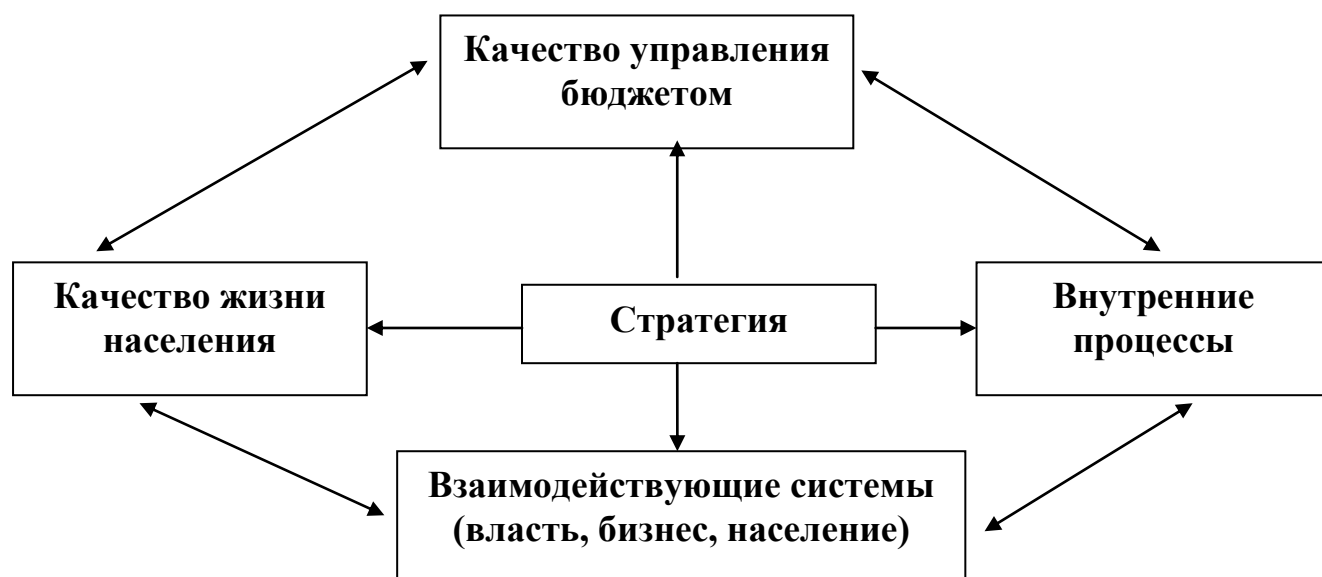 Качество управления
бюджетом
Качество жизни
населения
Стратегия
Внутренние
процессы
Взаимодействующие системы
(власть, бизнес, население)